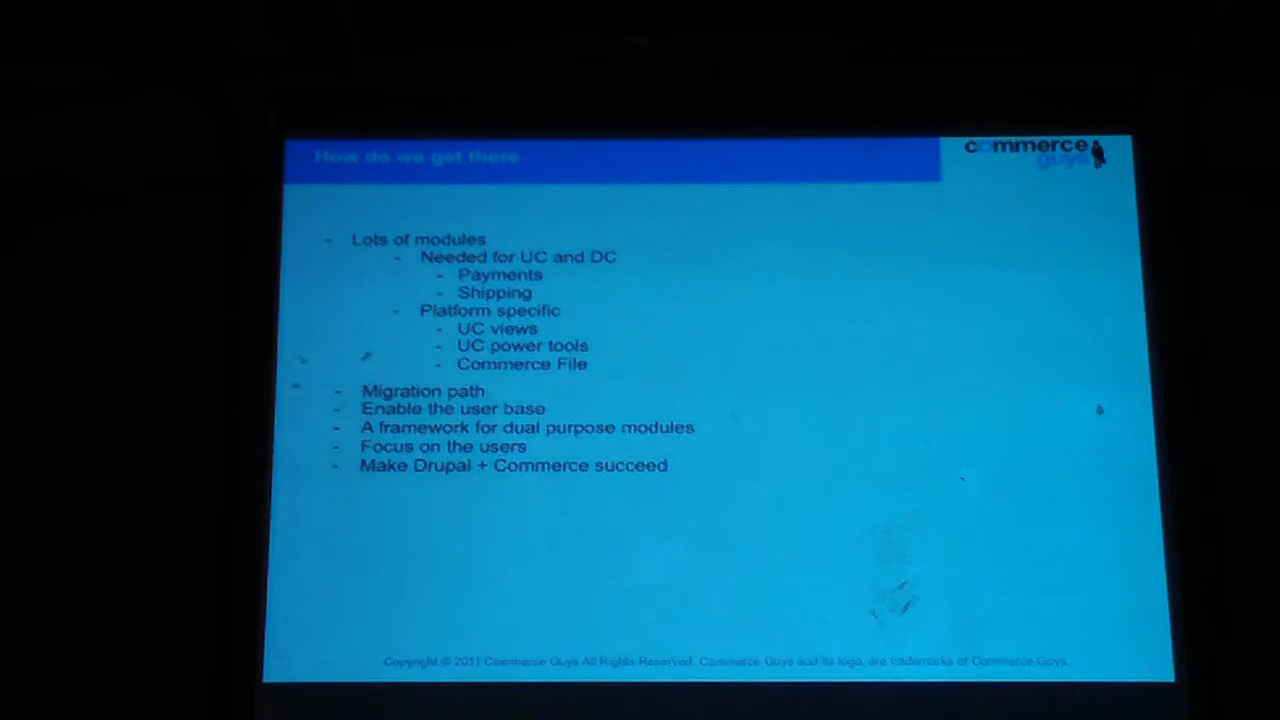 How do we get there
commerce
guys
- Lots of modules
- Needed for UC and DC
- Payments
- Shipping
- Platform specific
- UC views
- UC power tools
- Commerce File
- Migration path
- Enable the user base
- A framework for dual purpose modules
- Focus on the users
- Make Drupal + Commerce succeed
Copyright © 2011 Commerce Guys All Rights Reserved. Commerce Guys and its logo, are trademarks of Commerce Guys.